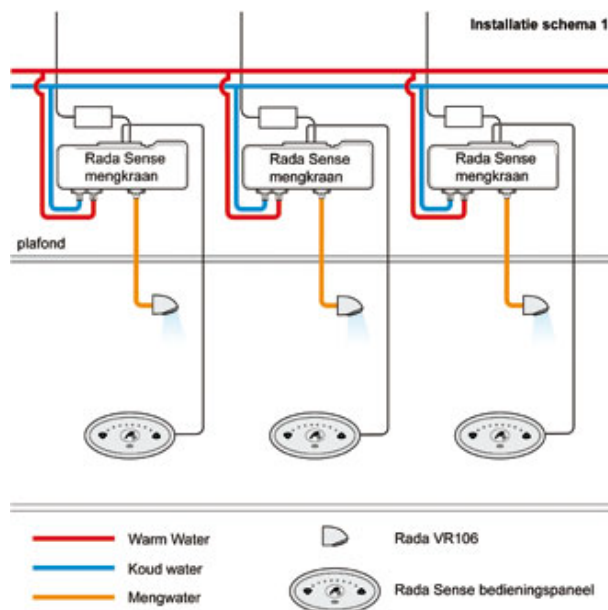 Installatie schema 1
Rada Sense
mengkraan
Rada Sense
mengkraan
Rada Sense
mengkraan
plafond
Warm Water
Koud water
Mengwater
Rada VR106
Rada Sense bedieningspaneel